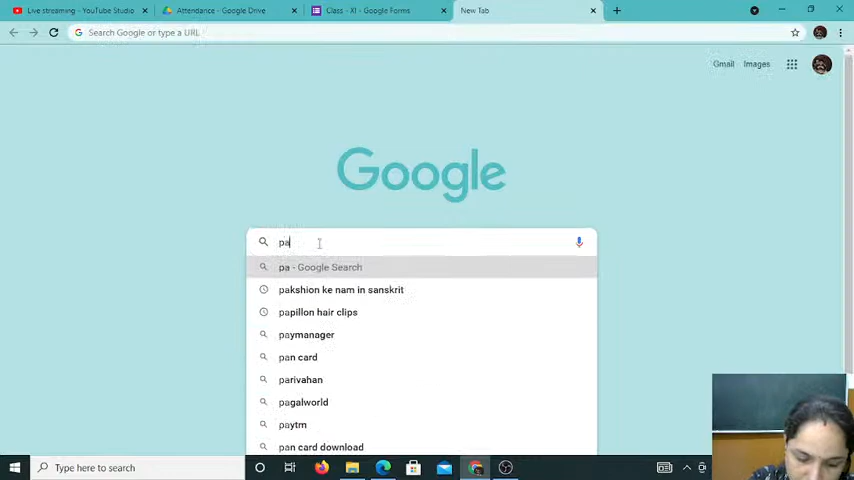 Live streaming - YouTube Studio
Attendance - Google Drive
Class - XI - Google Forms
New Tab
Search Google or type a URL
Gmail
Images
Google
pa
pa - Google Search
pakshion ke nam in sanskrit
papillon hair clips
paymanager
pan card
parivahan
pagalworld
paytm
pan card download
Type here to search